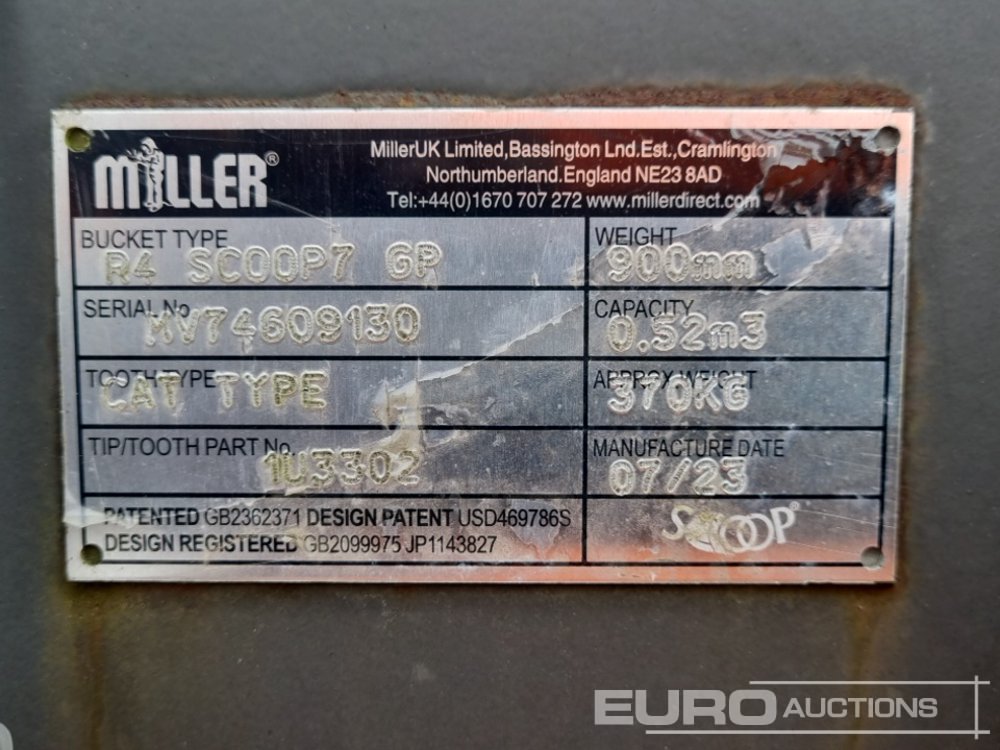 MILLER®
MillerUK Limited,Bassington Lnd.Est.,Cramlington
Northumberland.England NE23 8AD
Tel:+44(0)1670 707 272 www.millerdirect.com
BUCKET TYPE
R4 SCOOP7 GP
WEIGHT
900mm
SERIAL No
MV74609130
CAPACITY
0.52m3
TOOTH TYPE
CAT TYPE
APPROX WEIGHT
370KG
TIP/TOOTH PART No.
1U3302
MANUFACTURE DATE
07/23
PATENTED GB2362371 DESIGN PATENT USD469786S
DESIGN REGISTERED GB2099975 JP1143827
SCOOP®
EURO AUCTIONS